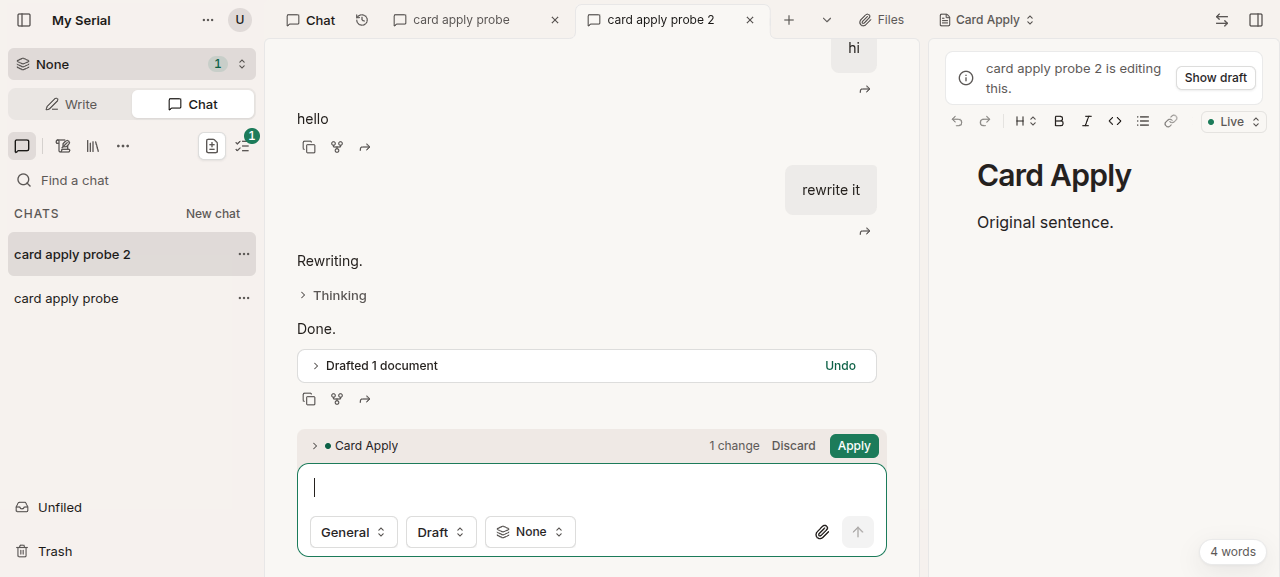 My Serial
U
None
1
Write
Chat
1
Find a chat
CHATS
New chat
card apply probe 2
card apply probe
Unfiled
Trash
Chat
card apply probe
card apply probe 2
Files
Card Apply
hi
hello
rewrite it
Rewriting.
Thinking
Done.
Drafted 1 document
Undo
Card Apply
1 change
Discard
Apply
General
Draft
None
card apply probe 2 is editing
this.
Show draft
H
B
I
Live
Card Apply
Original sentence.
4 words